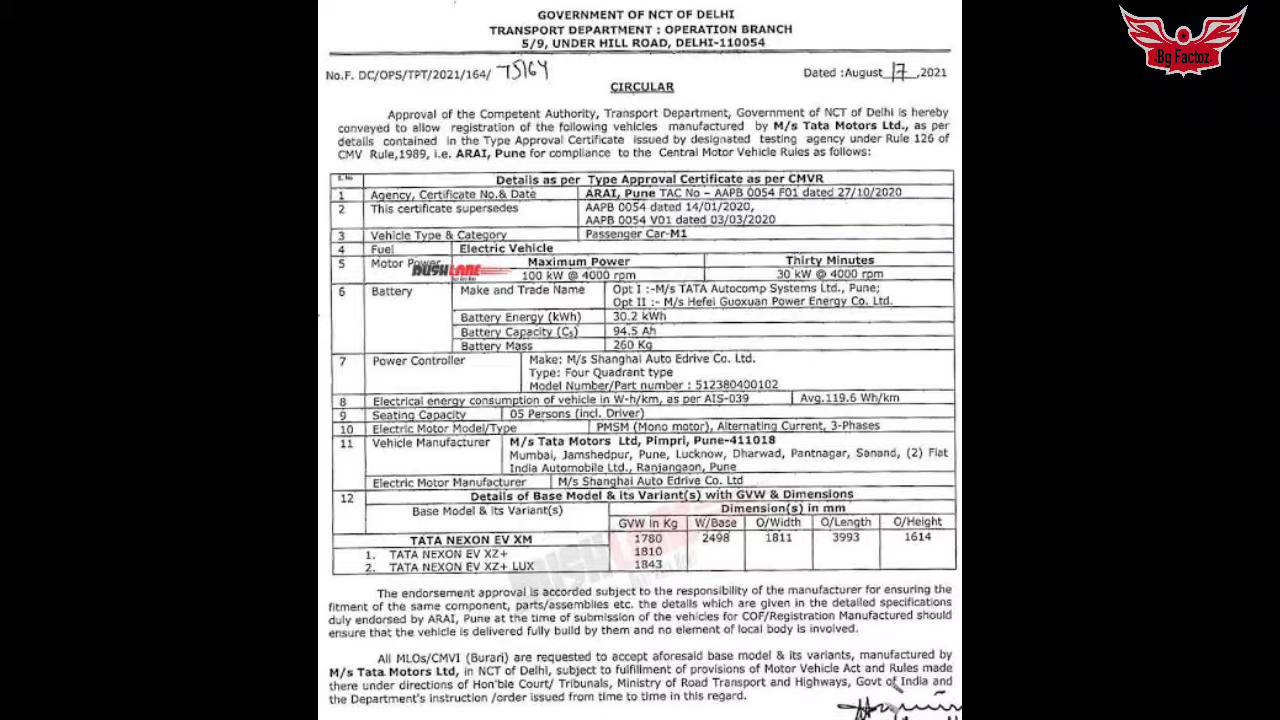 GOVERNMENT OF NCT OF DELHI
TRANSPORT DEPARTMENT : OPERATION BRANCH
5/9, UNDER HILL ROAD, DELHI-110054
Bg Factoz
No.F. DC/OPS/TPT/2021/164/ 75164
Dated :August 17,2021
CIRCULAR
Approval of the Competent Authority, Transport Department, Government of NCT of Delhi is hereby
conveyed to allow registration of the following vehicles manufactured by M/s Tata Motors Ltd., as per
details contained in the Type Approval Certificate issued by designated testing agency under Rule 126 of
CMV Rule,1989, i.e. ARAI, Pune for compliance to the Central Motor Vehicle Rules as follows:
S.No Details as per Type Approval Certificate as per CMVR
1 Agency, Certificate No.& Date ARAI, Pune TAC No – AAPB 0054 F01 dated 27/10/2020
2 This certificate supersedes AAPB 0054 dated 14/01/2020,
AAPB 0054 V01 dated 03/03/2020
3 Vehicle Type & Category Passenger Car-M1
4 Fuel Electric Vehicle
5 Motor Power Maximum Power Thirty Minutes
RUSHLANE
100 kW @ 4000 rpm 30 kW @ 4000 rpm
6 Battery Make and Trade Name Opt I :-M/s TATA Autocomp Systems Ltd., Pune;
Opt II :- M/s Hefei Guoxuan Power Energy Co. Ltd.
Battery Energy (kWh) 30.2 kWh
Battery Capacity (C5) 94.5 Ah
Battery Mass 260 Kg
7 Power Controller Make: M/s Shanghai Auto Edrive Co. Ltd.
Type: Four Quadrant type
Model Number/Part number : 512380400102
8 Electrical energy consumption of vehicle in W-h/km, as per AIS-039 Avg.119.6 Wh/km
9 Seating Capacity 05 Persons (incl. Driver)
10 Electric Motor Model/Type PMSM (Mono motor), Alternating Current, 3-Phases
11 Vehicle Manufacturer M/s Tata Motors Ltd, Pimpri, Pune-411018
Mumbai, Jamshedpur, Pune, Lucknow, Dharwad, Pantnagar, Sanand, (2) Fiat
India Automobile Ltd., Ranjangaon, Pune
Electric Motor Manufacturer M/s Shanghai Auto Edrive Co. Ltd
12 Details of Base Model & its Variant(s) with GVW & Dimensions
Base Model & its Variant(s) Dimension(s) in mm
GVW In Kg W/Base O/Width O/Length O/Height
TATA NEXON EV XM 1780 2498 1811 3993 1614
1. TATA NEXON EV XZ+ 1810
2. TATA NEXON EV XZ+ LUX 1843
RUSHLANE
The endorsement approval is accorded subject to the responsibility of the manufacturer for ensuring the
fitment of the same component, parts/assemblies etc. the details which are given in the detailed specifications
duly endorsed by ARAI, Pune at the time of submission of the vehicles for COF/Registration Manufactured should
ensure that the vehicle is delivered fully build by them and no element of local body is involved.
All MLOs/CMVI (Burari) are requested to accept aforesaid base model & its variants, manufactured by
M/s Tata Motors Ltd, in NCT of Delhi, subject to fulfillment of provisions of Motor Vehicle Act and Rules made
there under directions of Hon'ble Court/ Tribunals, Ministry of Road Transport and Highways, Govt of India and
the Department's instruction /order issued from time to time in this regard.